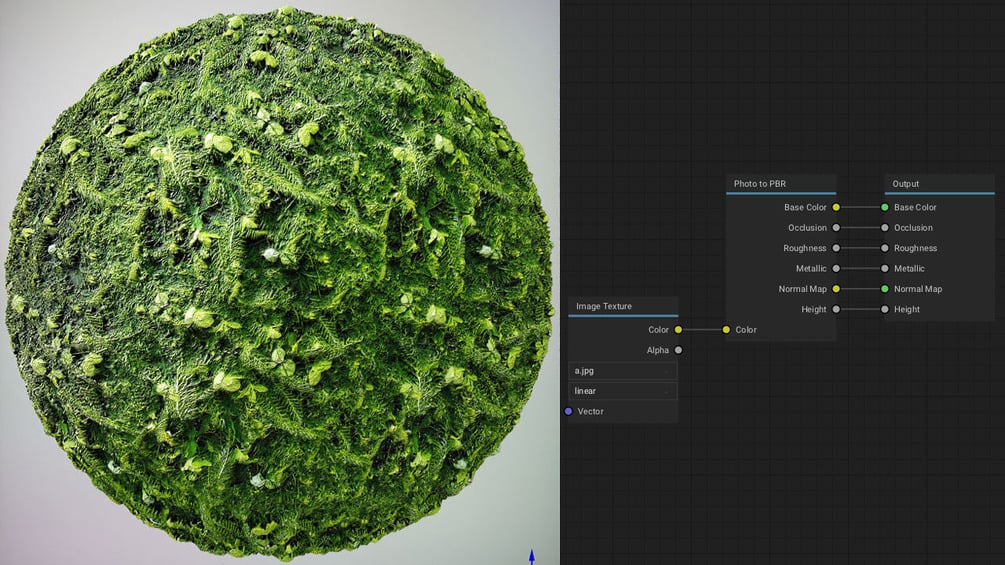 Photo to PBR
Base Color
Occlusion
Roughness
Metallic
Normal Map
Height
Color
Output
Base Color
Occlusion
Roughness
Metallic
Normal Map
Height
Image Texture
Color
Alpha
a.jpg
linear
Vector